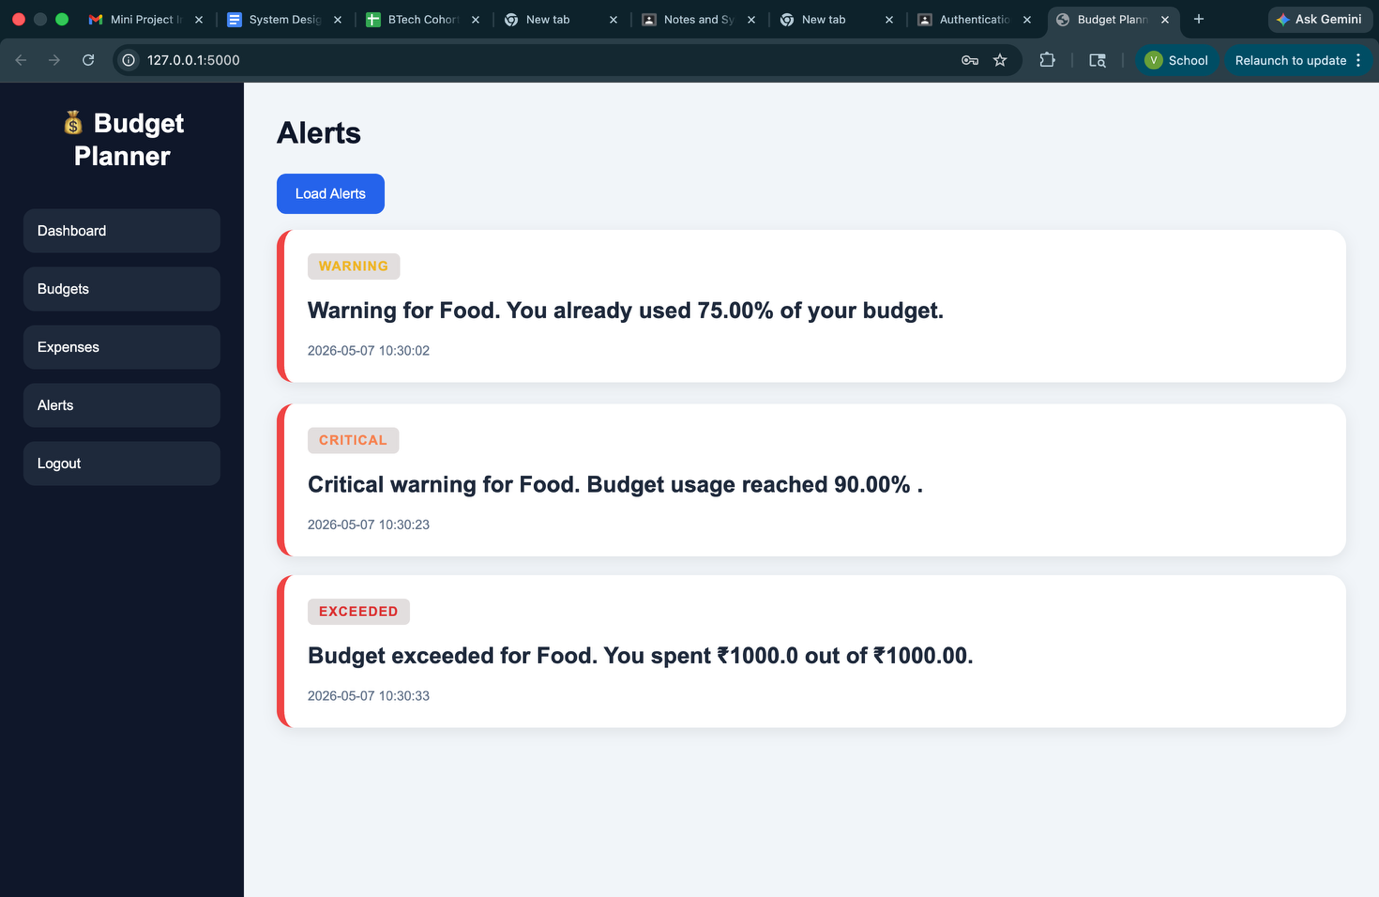 Mini Project I
System Desig
BTech Cohort
New tab
Notes and Sy
New tab
Authenticatio
Budget Plann
Ask Gemini
127.0.0.1:5000
V School
Relaunch to update
Budget
Planner
Dashboard
Budgets
Expenses
Alerts
Logout
Alerts
Load Alerts
WARNING
Warning for Food. You already used 75.00% of your budget.
2026-05-07 10:30:02
CRITICAL
Critical warning for Food. Budget usage reached 90.00% .
2026-05-07 10:30:23
EXCEEDED
Budget exceeded for Food. You spent ₹1000.0 out of ₹1000.00.
2026-05-07 10:30:33